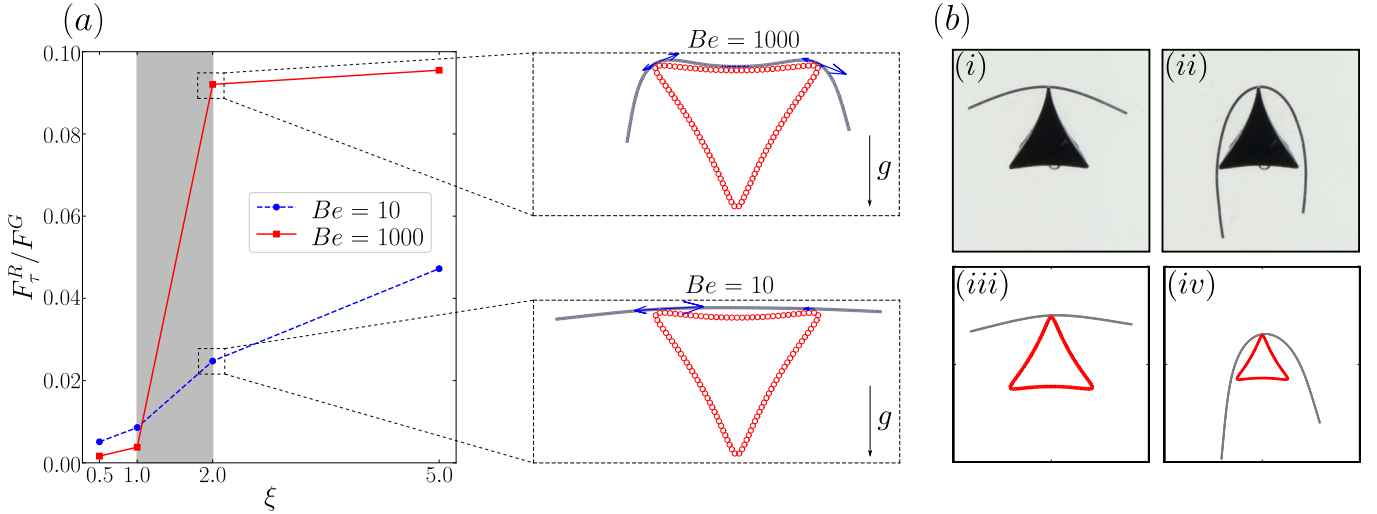 (a)
0.10
0.08
0.06
0.04
0.02
0.00
F_τ^R/F^G
0.5 1.0 2.0 5.0
ξ
Be = 10
Be = 1000
Be = 1000
g
Be = 10
g
(b)
(i)
(ii)
(iii)
(iv)